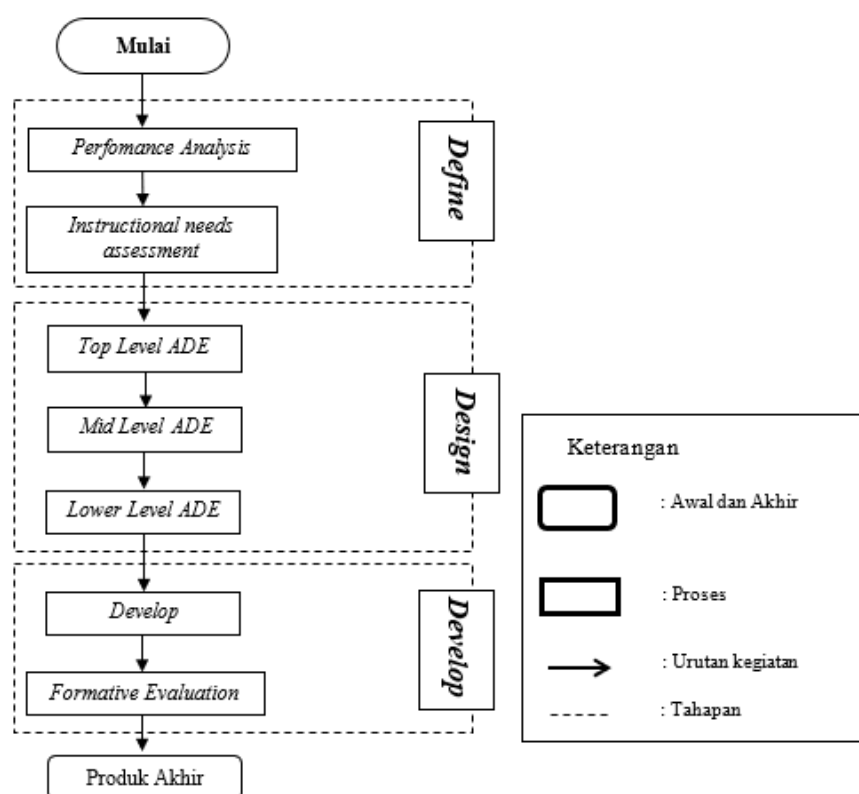 Mulai
Perfomance Analysis
Define
Instructional needs
assessment
Top Level ADE
Mid Level ADE
Design
Lower Level ADE
Develop
Formative Evaluation
Develop
Produk Akhir
Keterangan
: Awal dan Akhir
: Proses
: Urutan kegiatan
: Tahapan